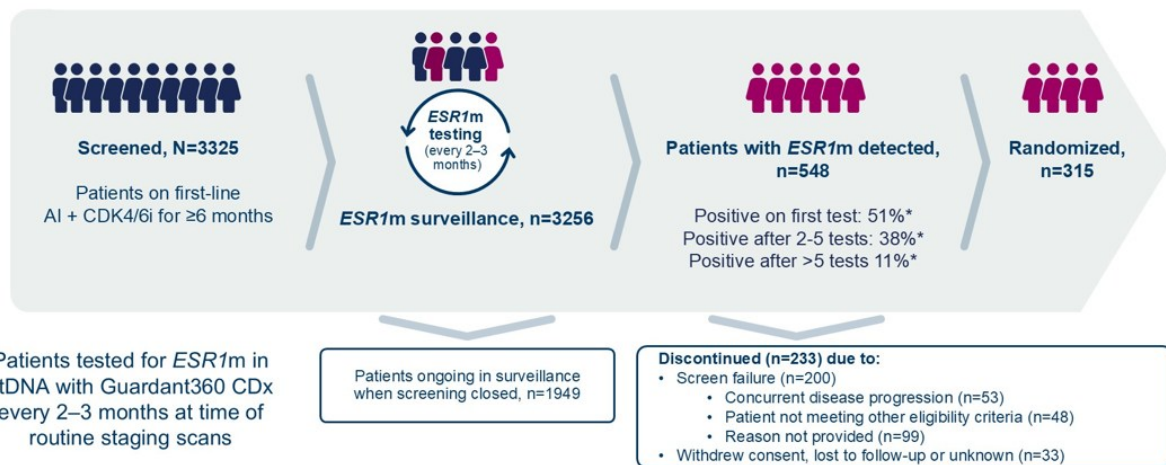 Screened, N=3325
Patients on first-line
AI + CDK4/6i for ≥6 months
ESR1m
testing
(every 2–3
months)
ESR1m surveillance, n=3256
Patients with ESR1m detected,
n=548
Positive on first test: 51%*
Positive after 2-5 tests: 38%*
Positive after >5 tests 11%*
Randomized,
n=315
atients tested for ESR1m in
tDNA with Guardant360 CDx
every 2–3 months at time of
routine staging scans
Patients ongoing in surveillance
when screening closed, n=1949
Discontinued (n=233) due to:
• Screen failure (n=200)
• Concurrent disease progression (n=53)
• Patient not meeting other eligibility criteria (n=48)
• Reason not provided (n=99)
• Withdrew consent, lost to follow-up or unknown (n=33)